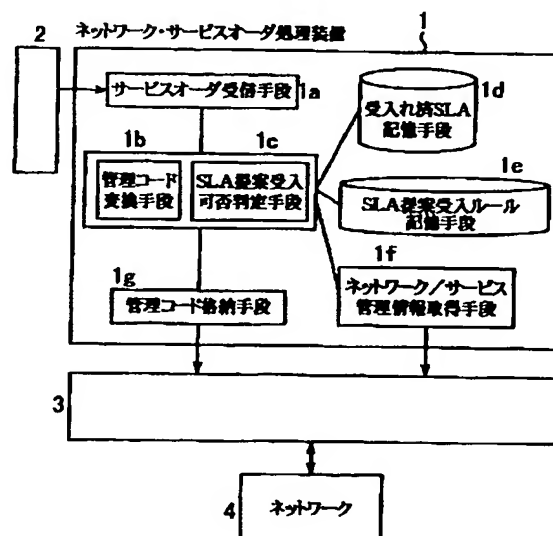 ネットワーク・サービスオーダ処理装置
1
2
サービスオーダ受信手段
1a
1d
受入れ済SLA
記憶手段
1b
1c
管理コード
変換手段
SLA提案受入
可否判定手段
1e
SLA提案受入ルール
記憶手段
1f
ネットワーク/サービス
管理情報取得手段
1g
管理コード格納手段
3
4
ネットワーク